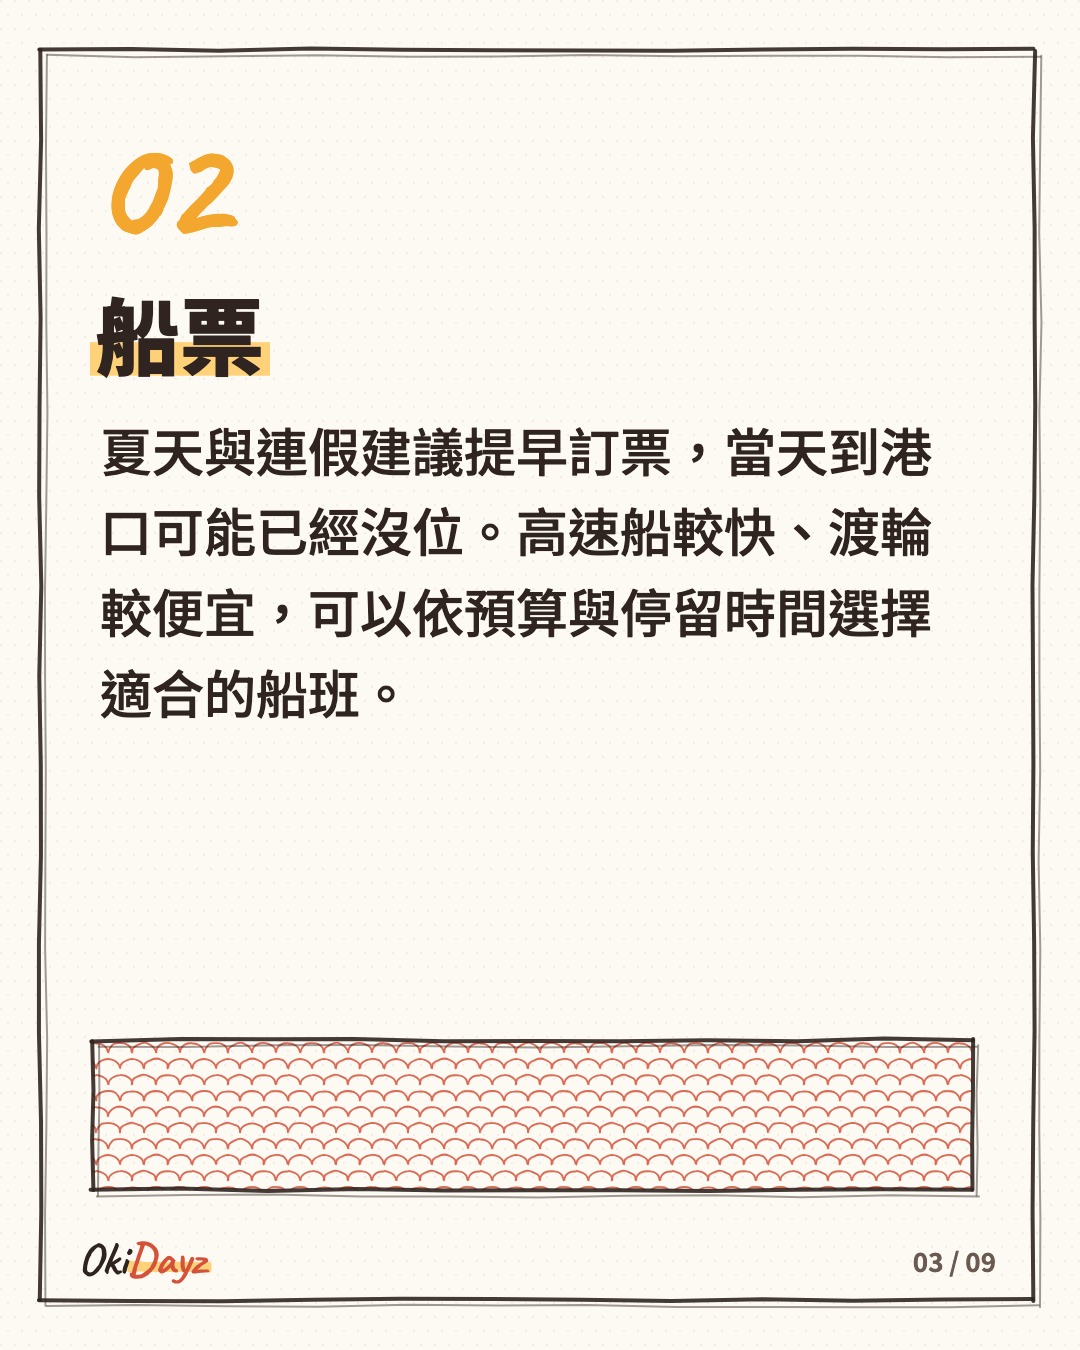 02
船票
夏天與連假建議提早訂票，當天到港
口可能已經沒位。高速船較快、渡輪
較便宜，可以依預算與停留時間選擇
適合的船班。
OkiDayz
03 / 09